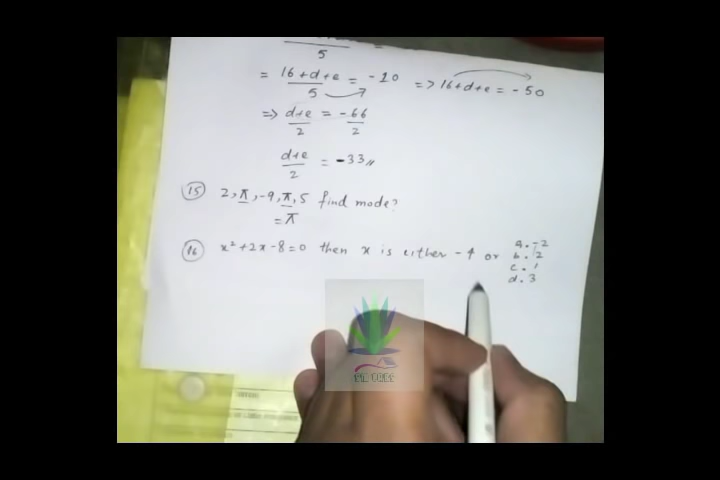 5
= 16+d+e / 5 = -10 => 16+d+e = -50
=> d+e / 2 = -66 / 2
d+e / 2 = -33 //
(15) 2, π, -9, π, 5 find mode?
= π
(16) x² + 2x - 8 = 0 then x is either -4 or
a. -2
b. 2
c. 1
d. 3